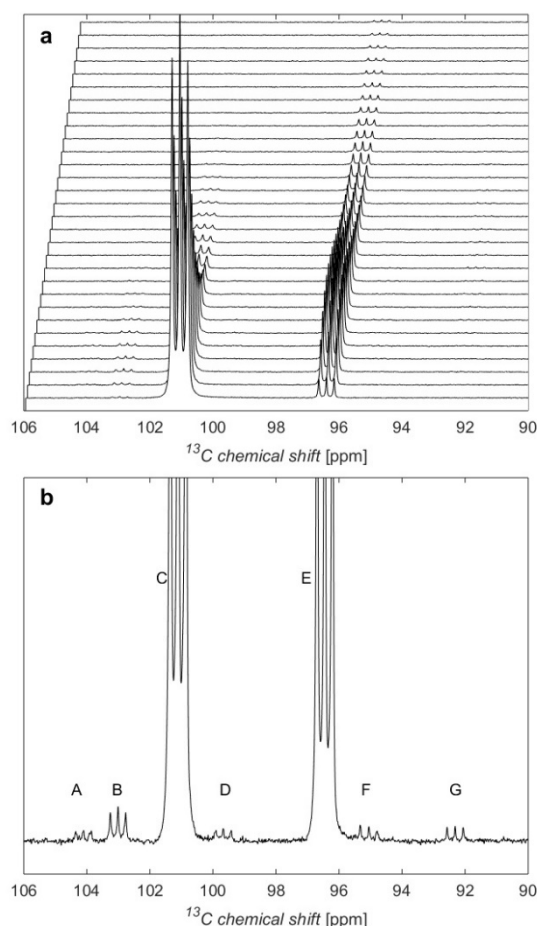 a
106 104 102 100 98 96 94 92 90
13C chemical shift [ppm]
b
C E
A B D F G
106 104 102 100 98 96 94 92 90
13C chemical shift [ppm]